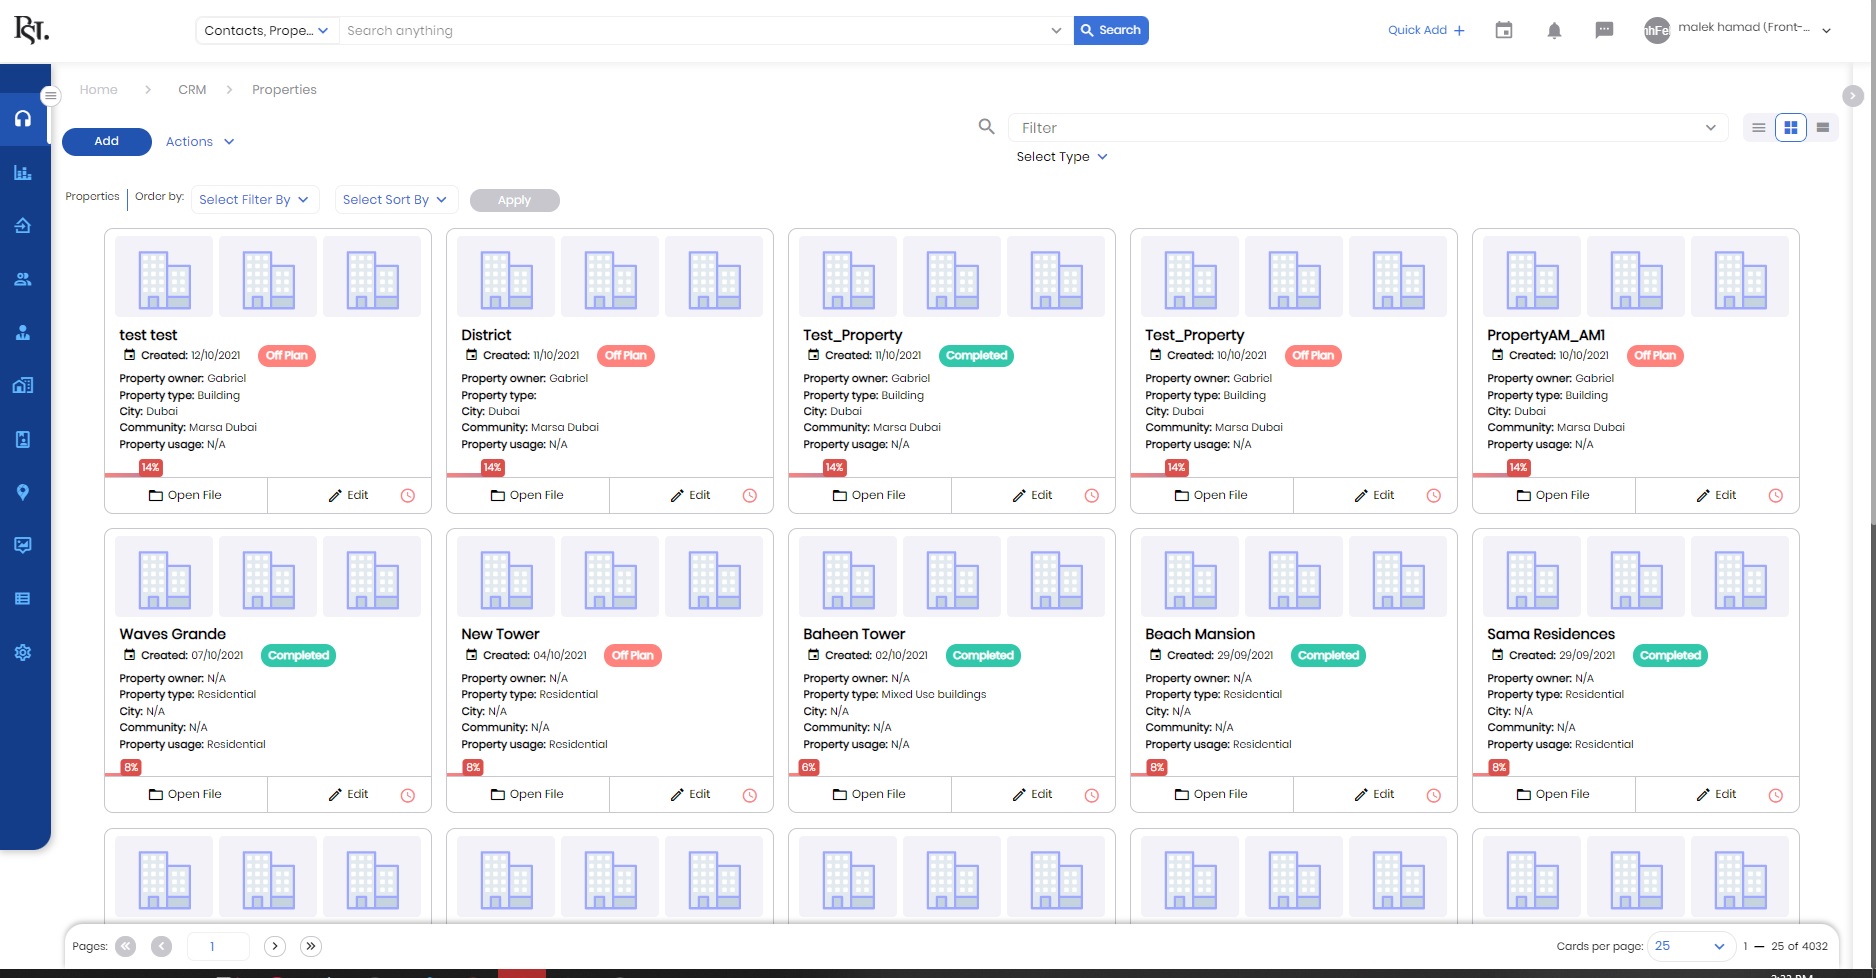 PSI.
Contacts, Prope...
Search anything
Search
Quick Add +
malek hamad (Front-...
Home > CRM > Properties
Add
Actions
Filter
Select Type
Properties
Order by:
Select Filter By
Select Sort By
Apply
test test
Created: 12/10/2021 Off Plan
Property owner: Gabriel
Property type: Building
City: Dubai
Community: Marsa Dubai
Property usage: N/A
14%
Open File Edit
District
Created: 11/10/2021 Off Plan
Property owner: Gabriel
Property type:
City: Dubai
Community: Marsa Dubai
Property usage: N/A
14%
Open File Edit
Test_Property
Created: 11/10/2021 Completed
Property owner: Gabriel
Property type: Building
City: Dubai
Community: Marsa Dubai
Property usage: N/A
14%
Open File Edit
Test_Property
Created: 10/10/2021 Off Plan
Property owner: Gabriel
Property type: Building
City: Dubai
Community: Marsa Dubai
Property usage: N/A
14%
Open File Edit
PropertyAM_AM1
Created: 10/10/2021 Off Plan
Property owner: Gabriel
Property type: Building
City: Dubai
Community: Marsa Dubai
Property usage: N/A
14%
Open File Edit
Waves Grande
Created: 07/10/2021 Completed
Property owner: N/A
Property type: Residential
City: N/A
Community: N/A
Property usage: Residential
8%
Open File Edit
New Tower
Created: 04/10/2021 Off Plan
Property owner: N/A
Property type: Residential
City: N/A
Community: N/A
Property usage: Residential
8%
Open File Edit
Baheen Tower
Created: 02/10/2021 Completed
Property owner: N/A
Property type: Mixed Use buildings
City: N/A
Community: N/A
Property usage: N/A
6%
Open File Edit
Beach Mansion
Created: 29/09/2021 Completed
Property owner: N/A
Property type: Residential
City: N/A
Community: N/A
Property usage: Residential
8%
Open File Edit
Sama Residences
Created: 29/09/2021 Completed
Property owner: N/A
Property type: Residential
City: N/A
Community: N/A
Property usage: Residential
8%
Open File Edit
Pages: 1
Cards per page: 25
1 — 25 of 4032